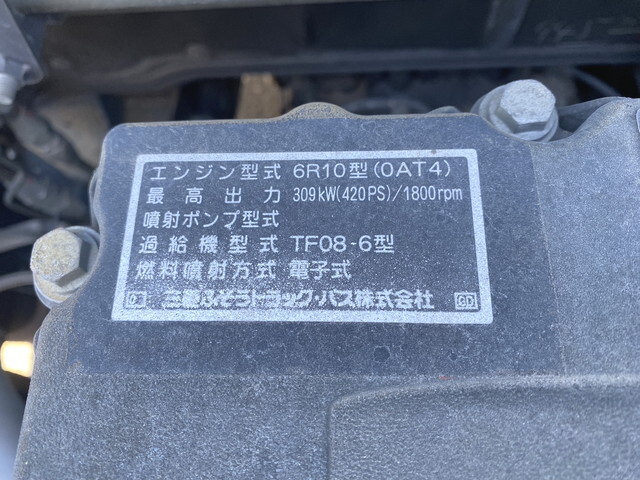 エンジン型式 6R10型(0AT4)
最高出力 309kW(420PS)/1800rpm
噴射ポンプ型式
過給機型式 TF08-6型
燃料噴射方式 電子式
三菱ふそうトラック・バス株式会社